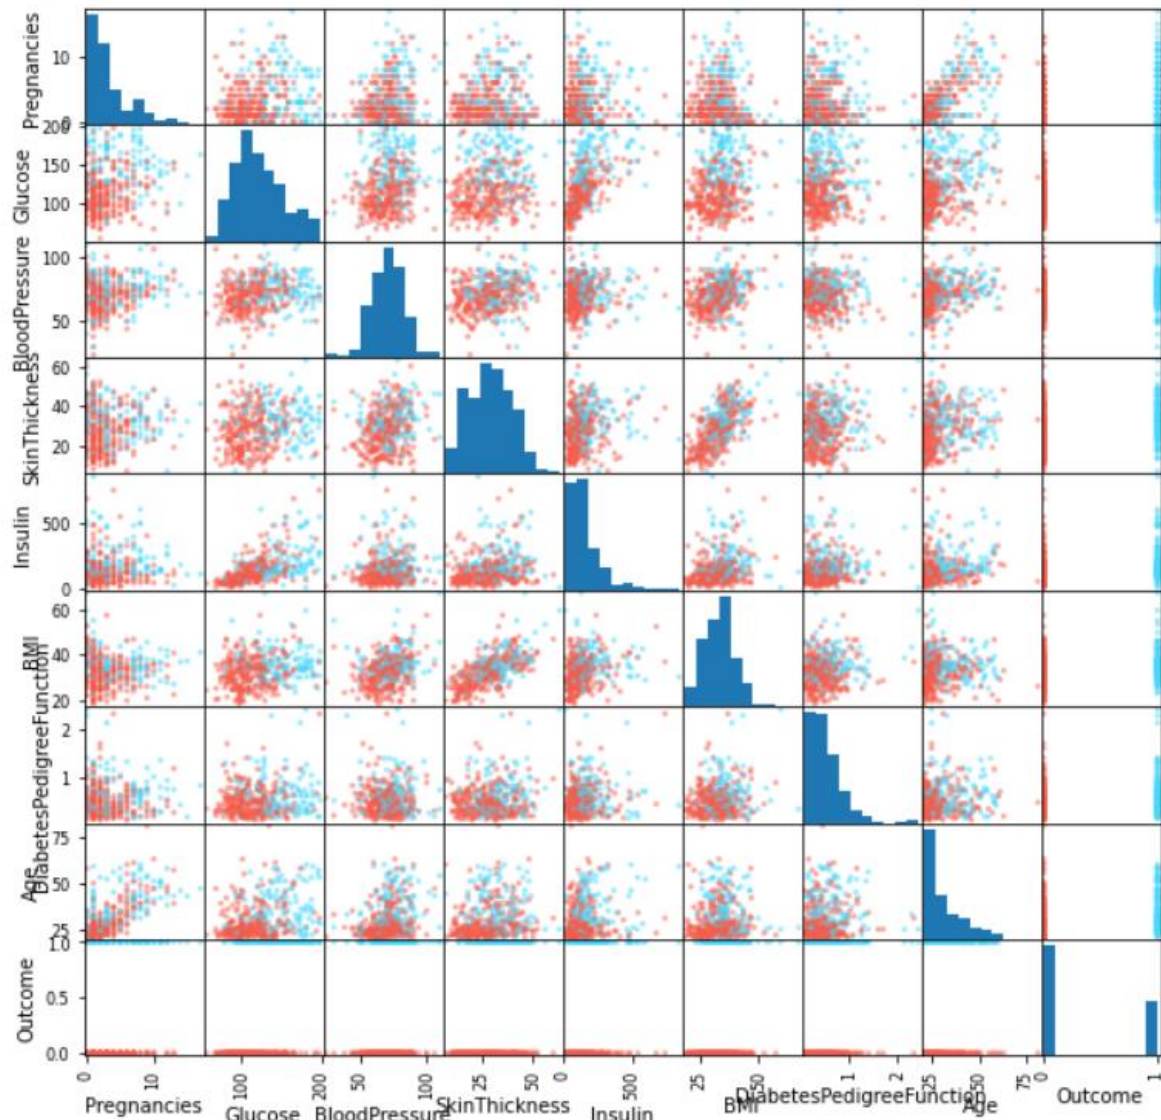 Pregnancies
10
0
Glucose
200
150
100
BloodPressure
100
50
SkinThickness
60
40
20
Insulin
500
0
BMI
60
40
20
DiabetesPedigreeFunction
2
1
Age
75
50
25
Outcome
1.0
0.5
0.0
0 10 100 200 50 100 25 50 0 500 25 50 1 2 25 50 75 0 1
Pregnancies Glucose BloodPressure SkinThickness Insulin BMI DiabetesPedigreeFunction Age Outcome